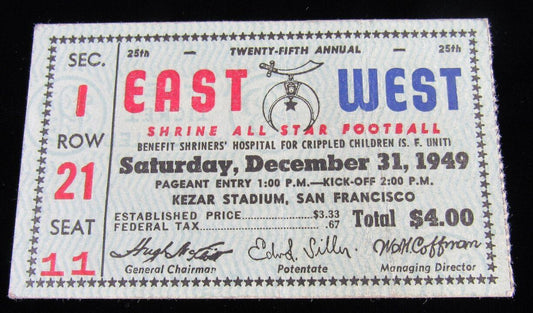 SEC.
1
ROW
21
SEAT
11
25th — TWENTY-FIFTH ANNUAL — 25th
EAST WEST
SHRINE ALL STAR FOOTBALL
BENEFIT SHRINERS' HOSPITAL FOR CRIPPLED CHILDREN (S. F. UNIT)
Saturday, December 31, 1949
PAGEANT ENTRY 1:00 P.M.—KICK-OFF 2:00 P.M.
KEZAR STADIUM, SAN FRANCISCO
ESTABLISHED PRICE........$3.33
FEDERAL TAX...................67
Total $4.00
W. M. Coffman
General Chairman
Potentate
Managing Director